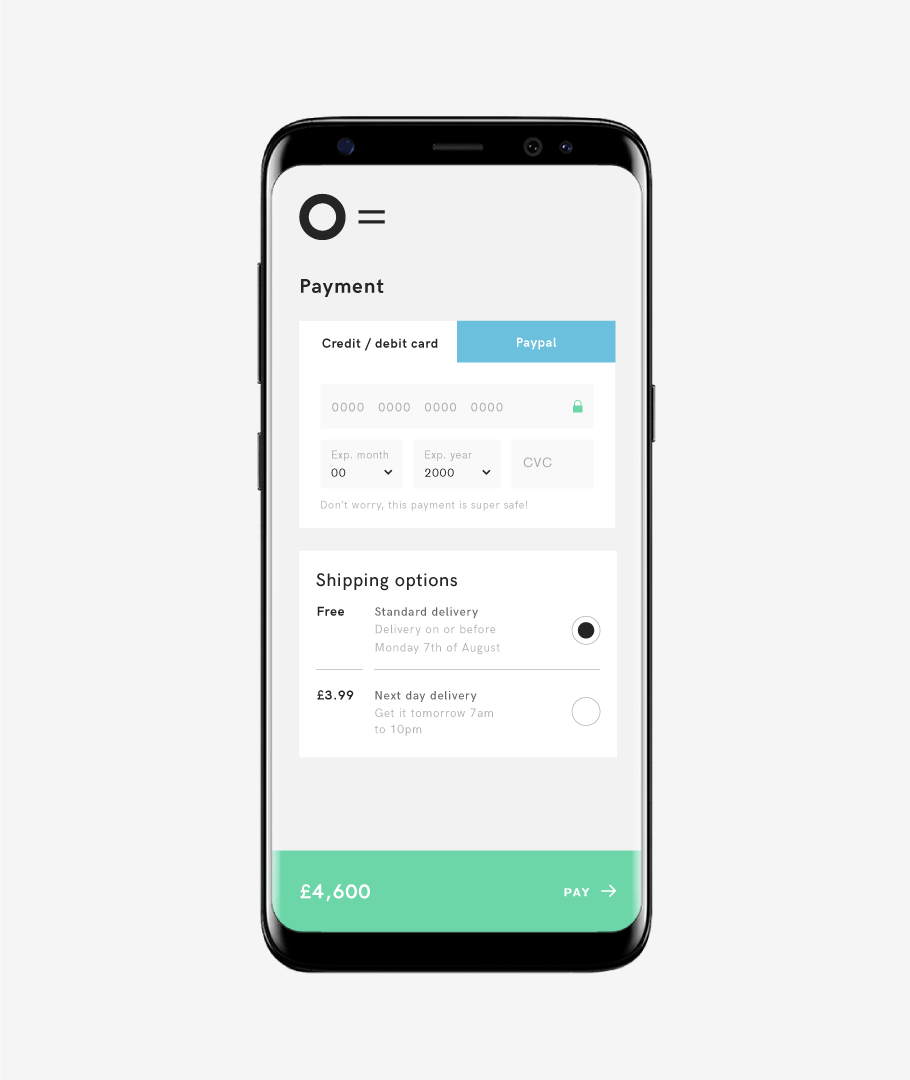 Payment
Credit / debit card
Paypal
0000 0000 0000 0000
Exp. month
00
Exp. year
2000
CVC
Don't worry, this payment is super safe!
Shipping options
Free
Standard delivery
Delivery on or before
Monday 7th of August
£3.99
Next day delivery
Get it tomorrow 7am
to 10pm
£4,600
PAY →